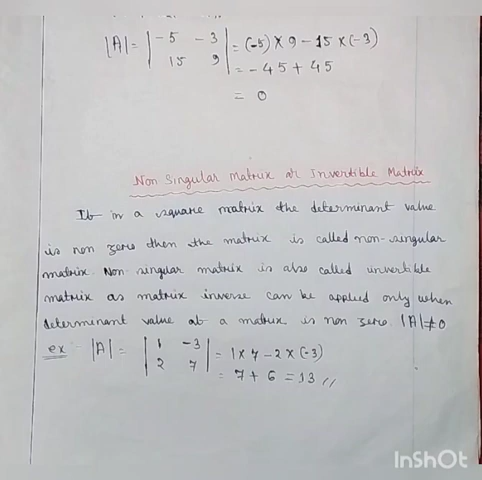 |A| = | -5 -3 | = (-5) X 9 - 15 X (-3)
| 15 9 | = - 45 + 45
= 0
Non Singular Matrix or Invertible Matrix
If in a square matrix the determinant value
is non zero then the matrix is called non-singular
matrix. Non singular matrix is also called invertible
matrix as matrix inverse can be applied only when
determinant value of a matrix is non zero |A| ≠ 0
ex - |A| = | 1 -3 | = 1 X 7 - 2 X (-3)
| 2 7 | = 7 + 6 = 13 //
InShOt